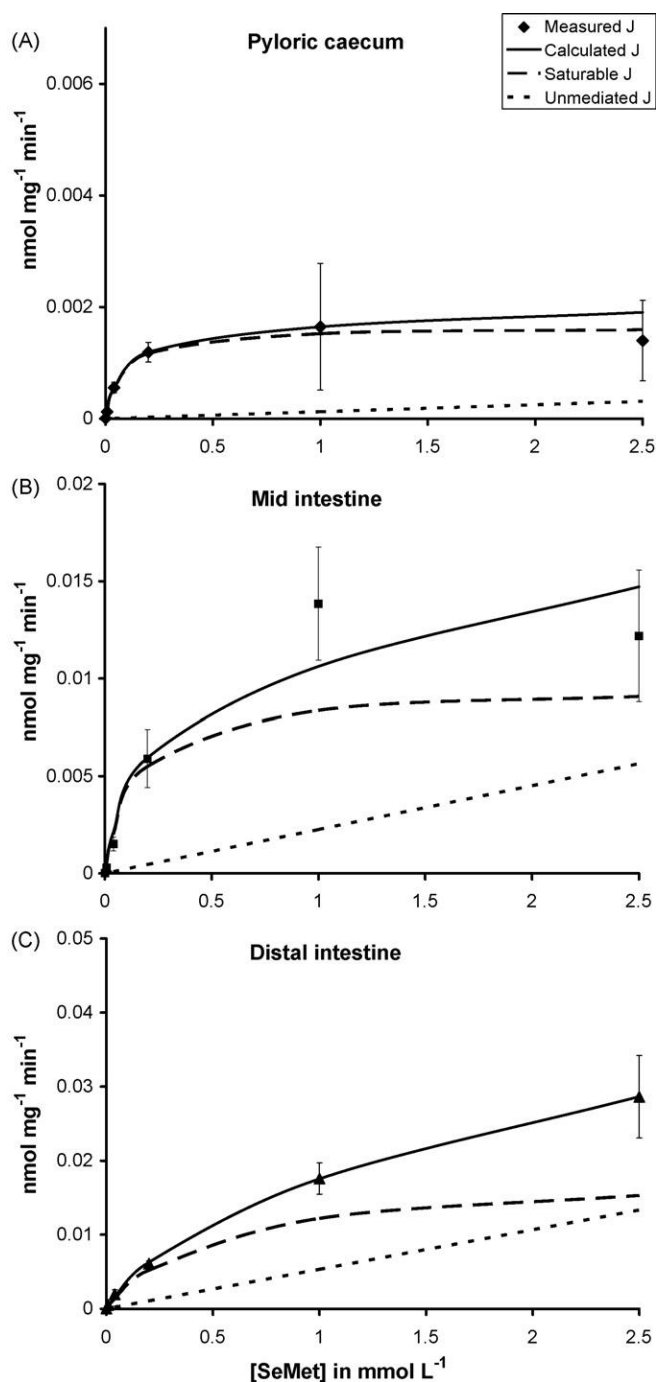 (A)
Pyloric caecum
Measured J
Calculated J
Saturable J
Unmediated J
nmol mg⁻¹ min⁻¹
0.006
0.004
0.002
0
0 0.5 1 1.5 2 2.5
(B)
Mid intestine
nmol mg⁻¹ min⁻¹
0.02
0.015
0.01
0.005
0
0 0.5 1 1.5 2 2.5
(C)
Distal intestine
nmol mg⁻¹ min⁻¹
0.05
0.04
0.03
0.02
0.01
0
0 0.5 1 1.5 2 2.5
[SeMet] in mmol L⁻¹